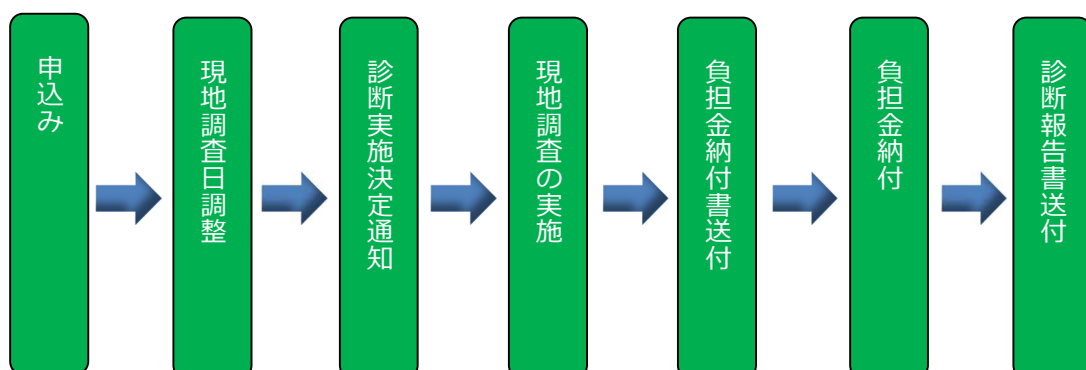 申込み
現地調査日調整
診断実施決定通知
現地調査の実施
負担金納付書送付
負担金納付
診断報告書送付